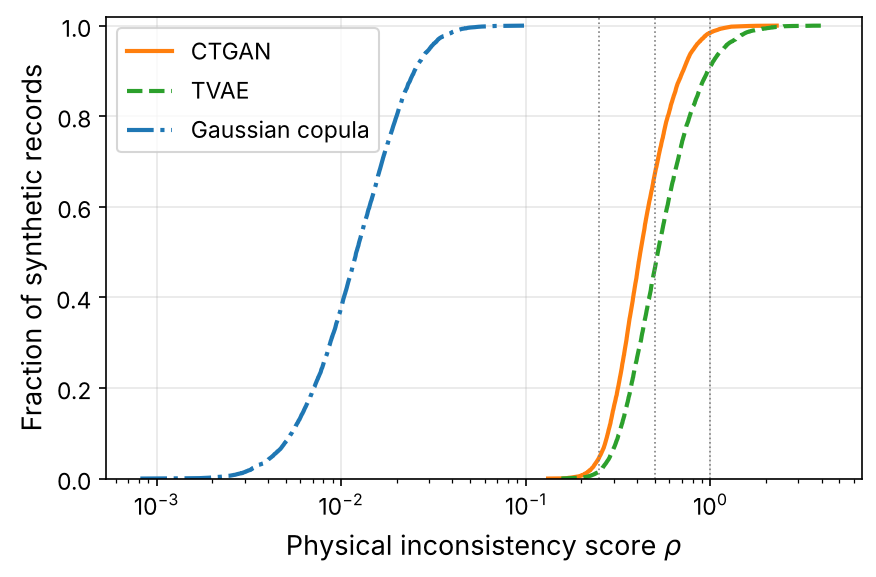 1.0
0.8
0.6
0.4
0.2
0.0
Fraction of synthetic records
CTGAN
TVAE
Gaussian copula
10⁻³
10⁻²
10⁻¹
10⁰
Physical inconsistency score ρ